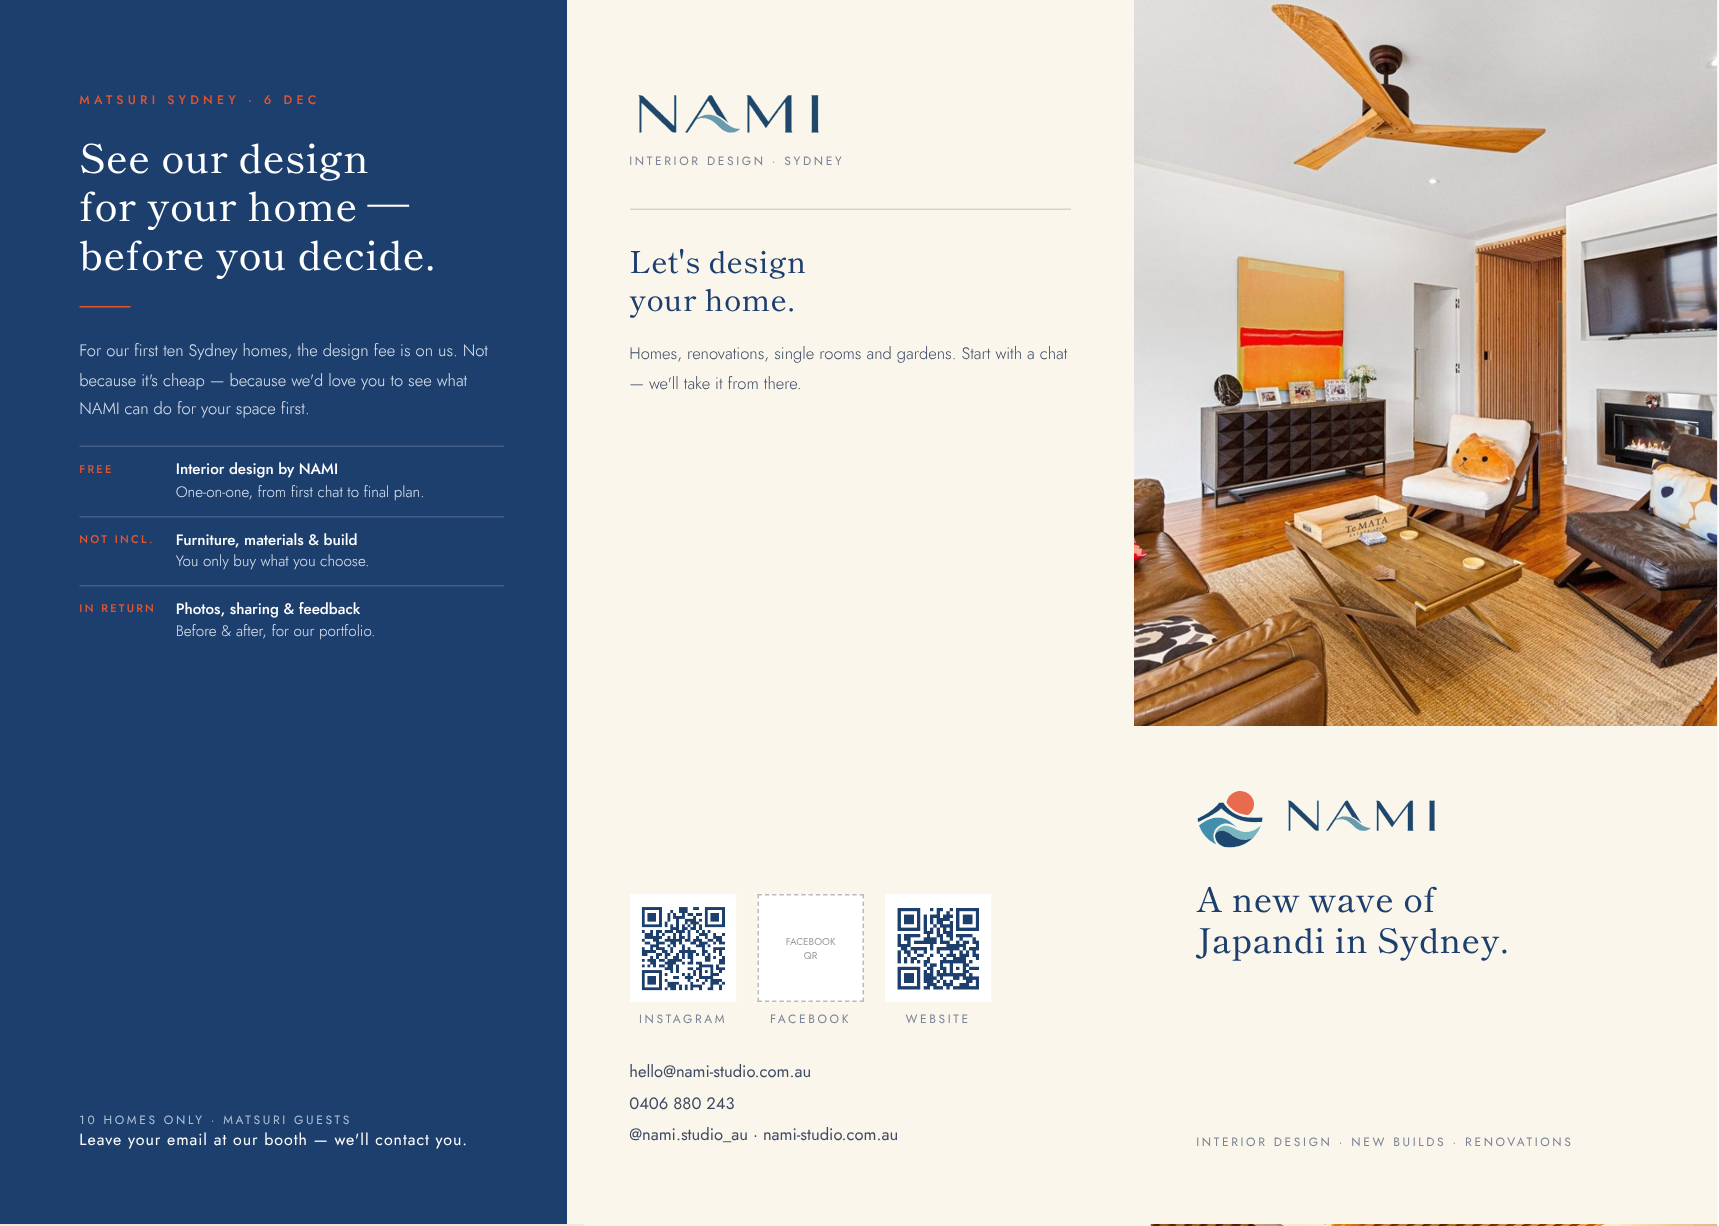 MATSURI SYDNEY · 6 DEC
See our design
for your home —
before you decide.
For our first ten Sydney homes, the design fee is on us. Not
because it's cheap — because we'd love you to see what
NAMI can do for your space first.
FREE
Interior design by NAMI
One-on-one, from first chat to final plan.
NOT INCL.
Furniture, materials & build
You only buy what you choose.
IN RETURN
Photos, sharing & feedback
Before & after, for our portfolio.
10 HOMES ONLY · MATSURI GUESTS
Leave your email at our booth — we'll contact you.
NAMI
INTERIOR DESIGN · SYDNEY
Let's design
your home.
Homes, renovations, single rooms and gardens. Start with a chat
— we'll take it from there.
FACEBOOK
QR
INSTAGRAM
FACEBOOK
WEBSITE
hello@nami-studio.com.au
0406 880 243
@nami.studio_au · nami-studio.com.au
TeMATA
NAMI
A new wave of
Japandi in Sydney.
INTERIOR DESIGN · NEW BUILDS · RENOVATIONS